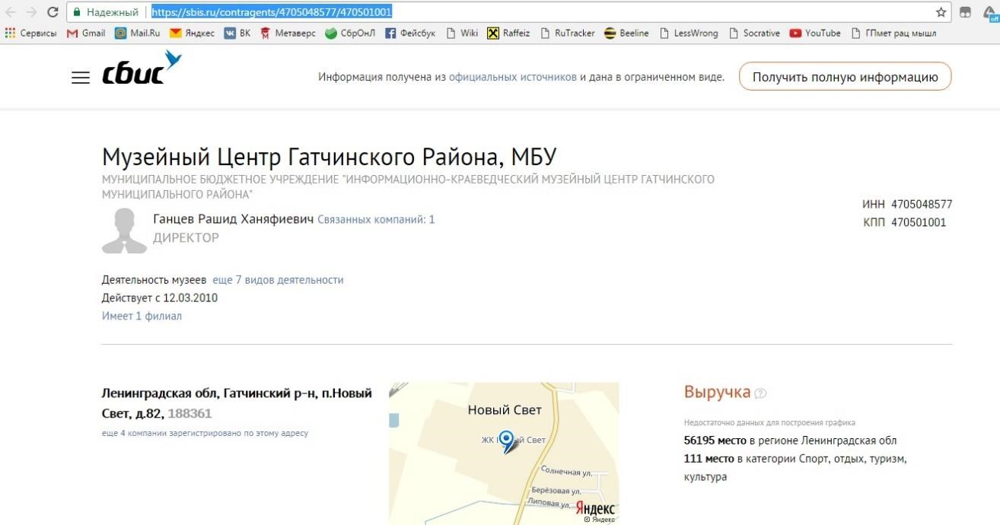 Надежный https://sbis.ru/contragents/4705048577/470501001
off
Сервисы Gmail Mail.Ru Яндекс ВК Метаверс СбрОнЛ Фейсбук Wiki Raffeiz RuTracker Beeline LessWrong Socrative YouTube ГПмет рац мышл
сбис Информация получена из официальных источников и дана в ограниченном виде. Получить полную информацию
Музейный Центр Гатчинского Района, МБУ
МУНИЦИПАЛЬНОЕ БЮДЖЕТНОЕ УЧРЕЖДЕНИЕ "ИНФОРМАЦИОННО-КРАЕВЕДЧЕСКИЙ МУЗЕЙНЫЙ ЦЕНТР ГАТЧИНСКОГО
МУНИЦИПАЛЬНОГО РАЙОНА"
ИНН 4705048577
КПП 470501001
Ганцев Рашид Ханяфиевич Связанных компаний: 1
ДИРЕКТОР
Деятельность музеев еще 7 видов деятельности
Действует с 12.03.2010
Имеет 1 филиал
Ленинградская обл, Гатчинский р-н, п.Новый
Свет, д.82, 188361
еще 4 компании зарегистрировано по этому адресу
Новый Свет
ЖК Свет
Солнечная ул.
Берёзовая ул.
Липовая ул.
Яндекс
© Яндекс
Выручка ?
Недостаточно данных для построения графика
56195 место в регионе Ленинградская обл
111 место в категории Спорт, отдых, туризм,
культура